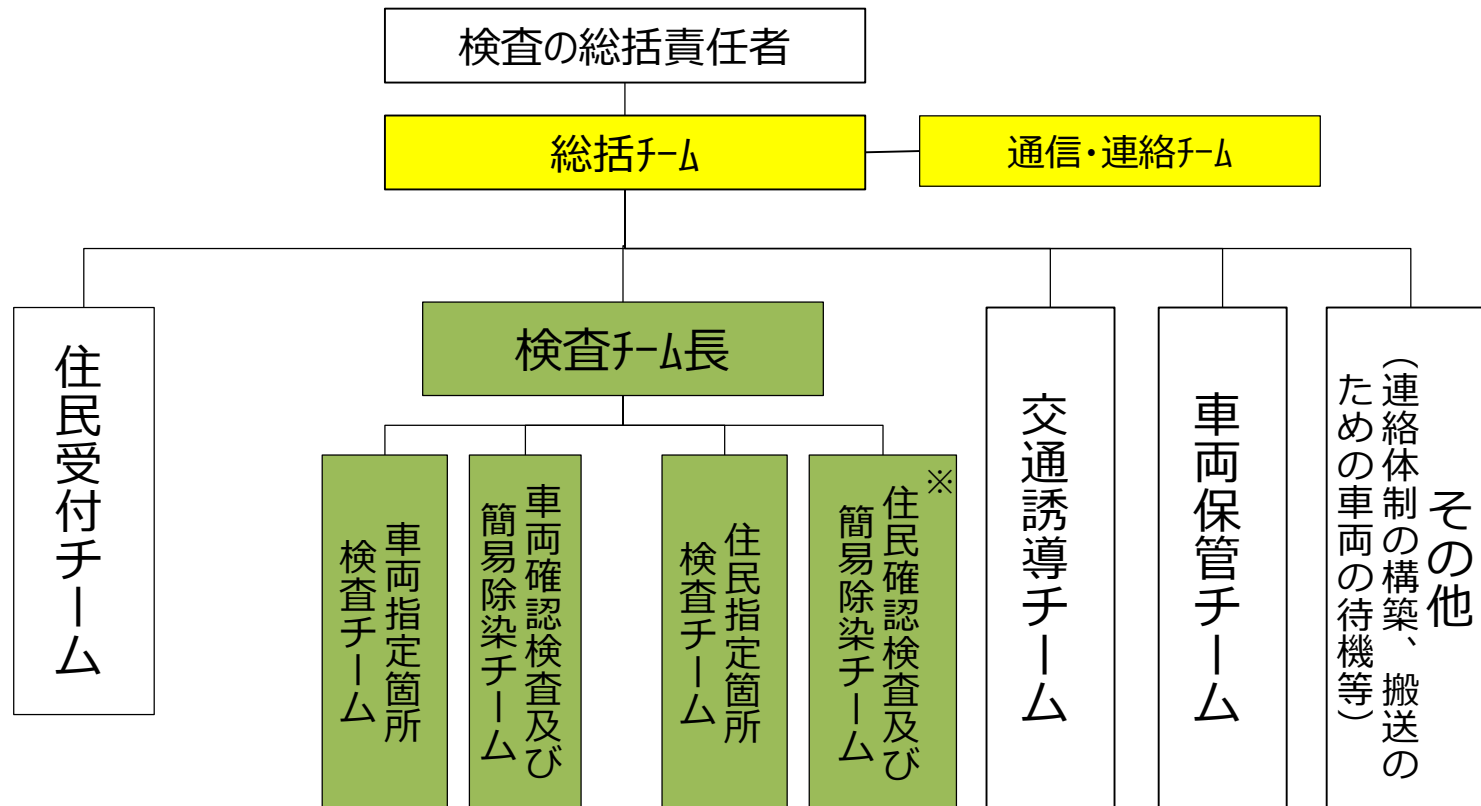 検査の総括責任者
総括ﾁｰﾑ
通信・連絡ﾁｰﾑ
住民受付チーム
検査ﾁｰﾑ長
車両指定箇所
検査チーム
車両確認検査及び
簡易除染チーム
住民指定箇所
検査チーム
※
住民確認検査及び
簡易除染チーム
交通誘導チーム
車両保管チーム
その他
（連絡体制の構築、搬送の
ための車両の待機等）